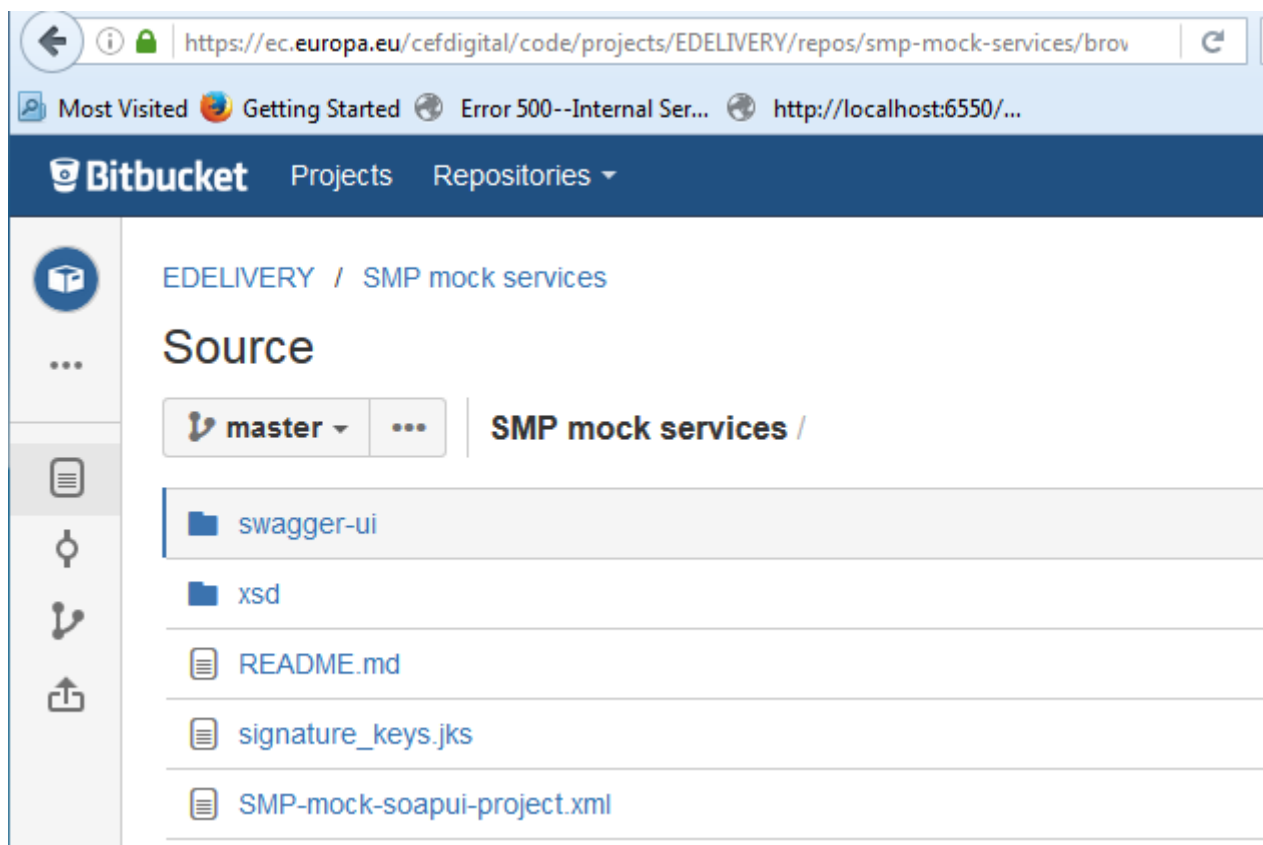 https://ec.europa.eu/cefdigital/code/projects/EDELIVERY/repos/smp-mock-services/brow
Most Visited Getting Started Error 500--Internal Ser... http://localhost:6550/...
Bitbucket Projects Repositories
EDELIVERY / SMP mock services
Source
master ... SMP mock services /
swagger-ui
xsd
README.md
signature_keys.jks
SMP-mock-soapui-project.xml